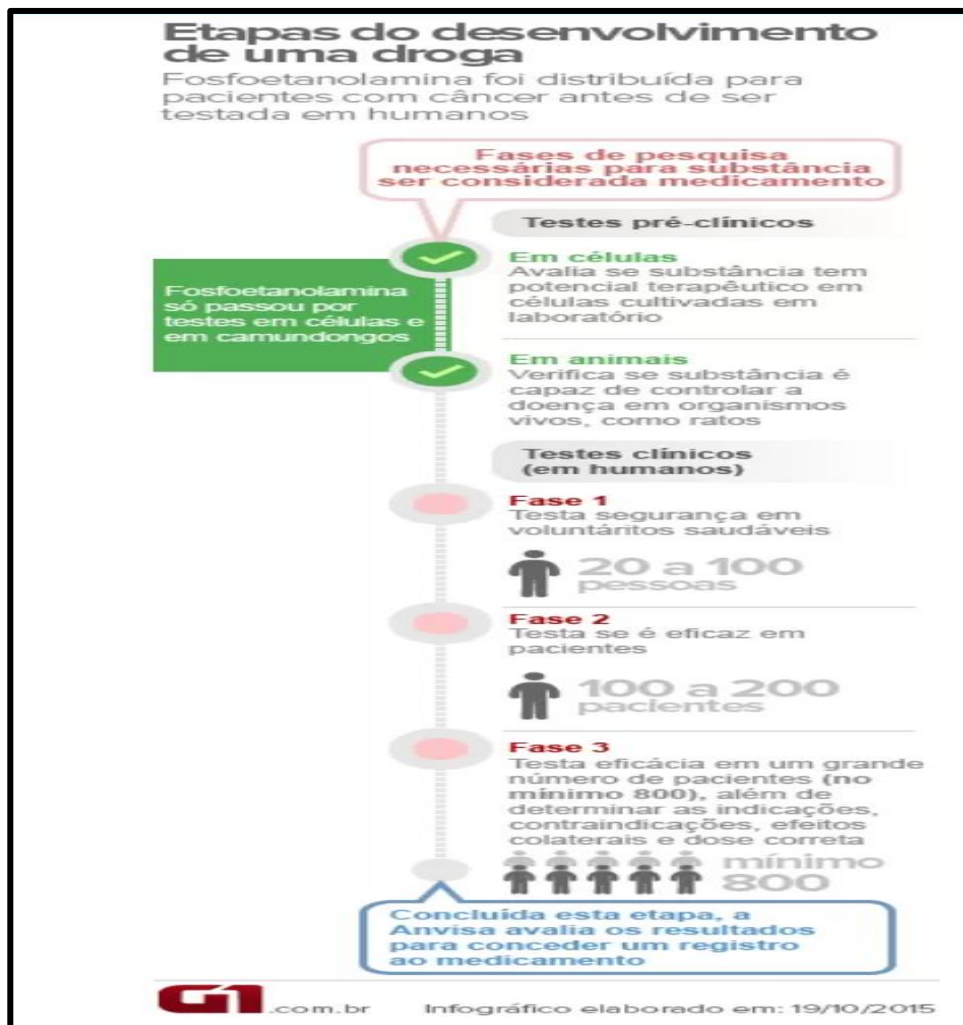 Etapas do desenvolvimento
de uma droga
Fosfoetanolamina foi distribuída para
pacientes com câncer antes de ser
testada em humanos
Fases de pesquisa
necessárias para substância
ser considerada medicamento
Testes pré-clínicos
Em células
Avalia se substância tem
potencial terapêutico em
células cultivadas em
laboratório
Fosfoetanolamina
só passou por
testes em células e
em camundongos
Em animais
Verifica se substância é
capaz de controlar a
doença em organismos
vivos, como ratos
Testes clínicos
(em humanos)
Fase 1
Testa segurança em
voluntáritos saudáveis
20 a 100
pessoas
Fase 2
Testa se é eficaz em
pacientes
100 a 200
pacientes
Fase 3
Testa eficácia em um grande
número de pacientes (no
mínimo 800), além de
determinar as indicações,
contraindicações, efeitos
colaterais e dose correta
mínimo
800
Concluída esta etapa, a
Anvisa avalia os resultados
para conceder um registro
ao medicamento
G1.com.br Infográfico elaborado em: 19/10/2015